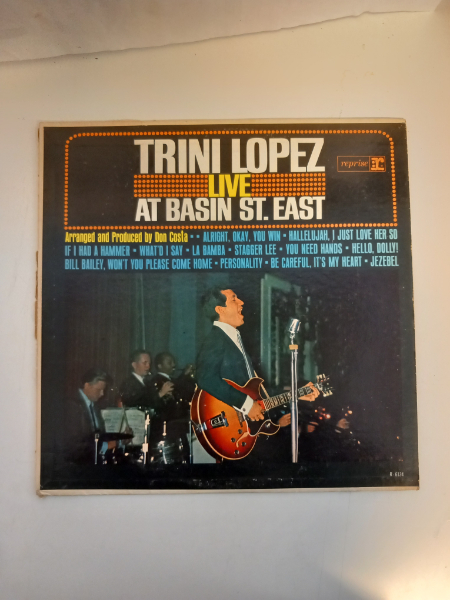 TRINI LOPEZ
reprise
LIVE
AT BASIN ST. EAST
Arranged and Produced by Don Costa • • ALRIGHT, OKAY, YOU WIN • HALLELUJAH, I JUST LOVE HER SO
IF I HAD A HAMMER • WHAT'D I SAY • LA BAMBA • STAGGER LEE • YOU NEED HANDS • HELLO, DOLLY!
BILL BAILEY, WON'T YOU PLEASE COME HOME • PERSONALITY • BE CAREFUL, IT'S MY HEART • JEZEBEL